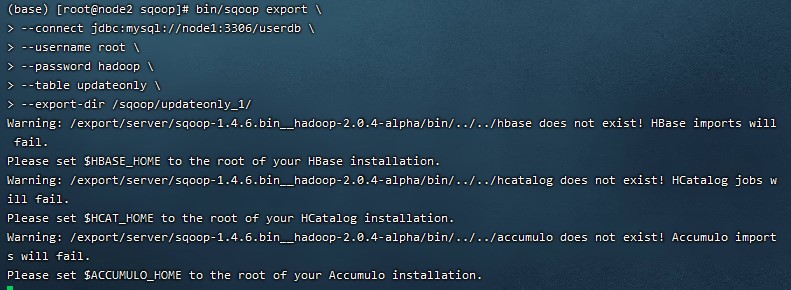 (base) [root@node2 sqoop]# bin/sqoop export \
> --connect jdbc:mysql://node1:3306/userdb \
> --username root \
> --password hadoop \
> --table updateonly \
> --export-dir /sqoop/updateonly_1/
Warning: /export/server/sqoop-1.4.6.bin__hadoop-2.0.4-alpha/bin/../../hbase does not exist! HBase imports will
 fail.
Please set $HBASE_HOME to the root of your HBase installation.
Warning: /export/server/sqoop-1.4.6.bin__hadoop-2.0.4-alpha/bin/../../hcatalog does not exist! HCatalog jobs w
ill fail.
Please set $HCAT_HOME to the root of your HCatalog installation.
Warning: /export/server/sqoop-1.4.6.bin__hadoop-2.0.4-alpha/bin/../../accumulo does not exist! Accumulo import
s will fail.
Please set $ACCUMULO_HOME to the root of your Accumulo installation.